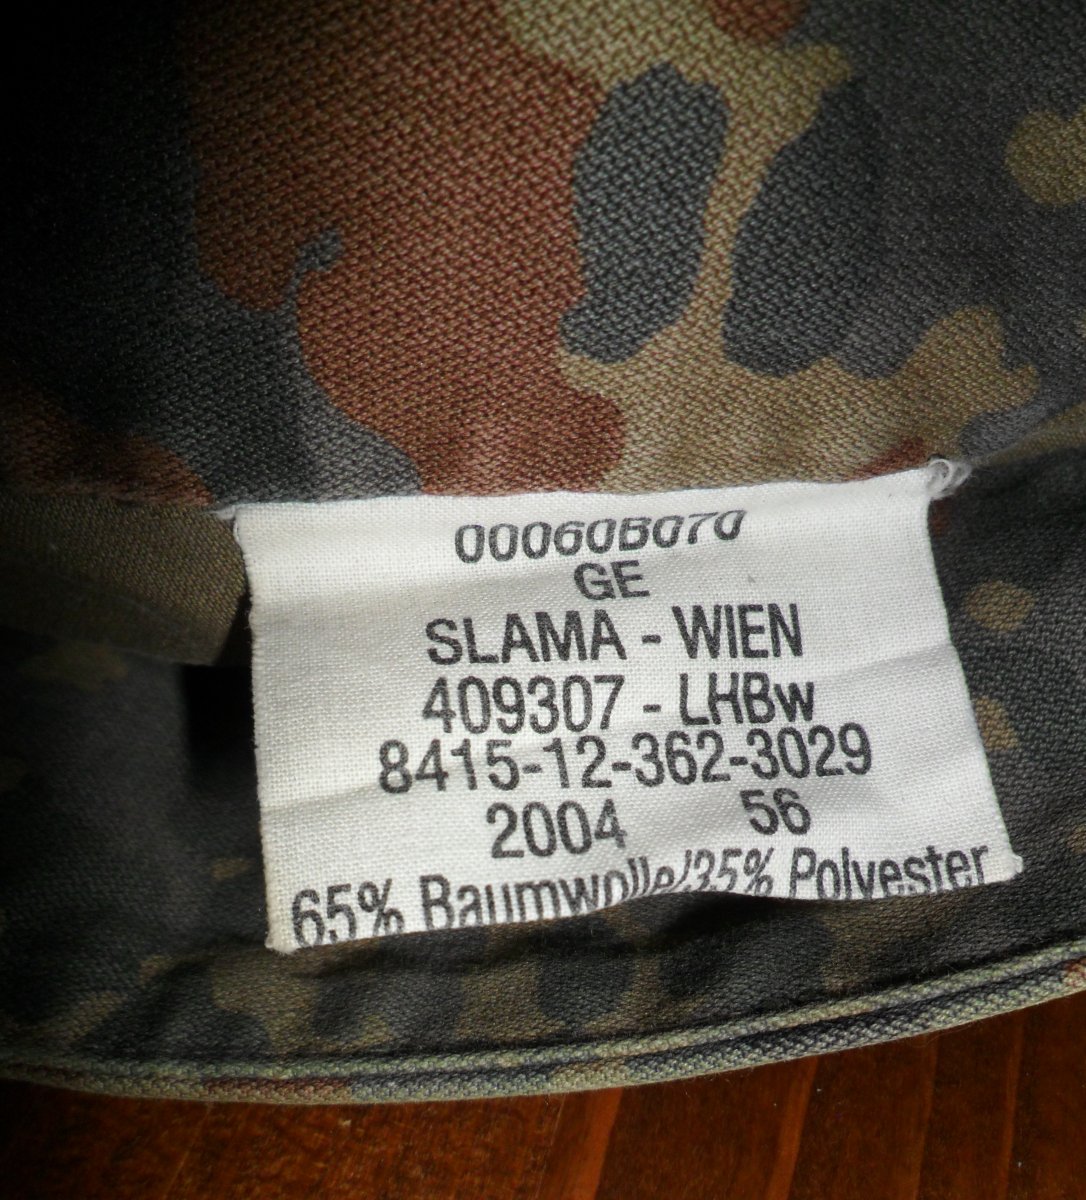 00060B070
GE
SLAMA - WIEN
409307 - LHBw
8415-12-362-3029
2004 56
65% Baumwolle/35% Polyester